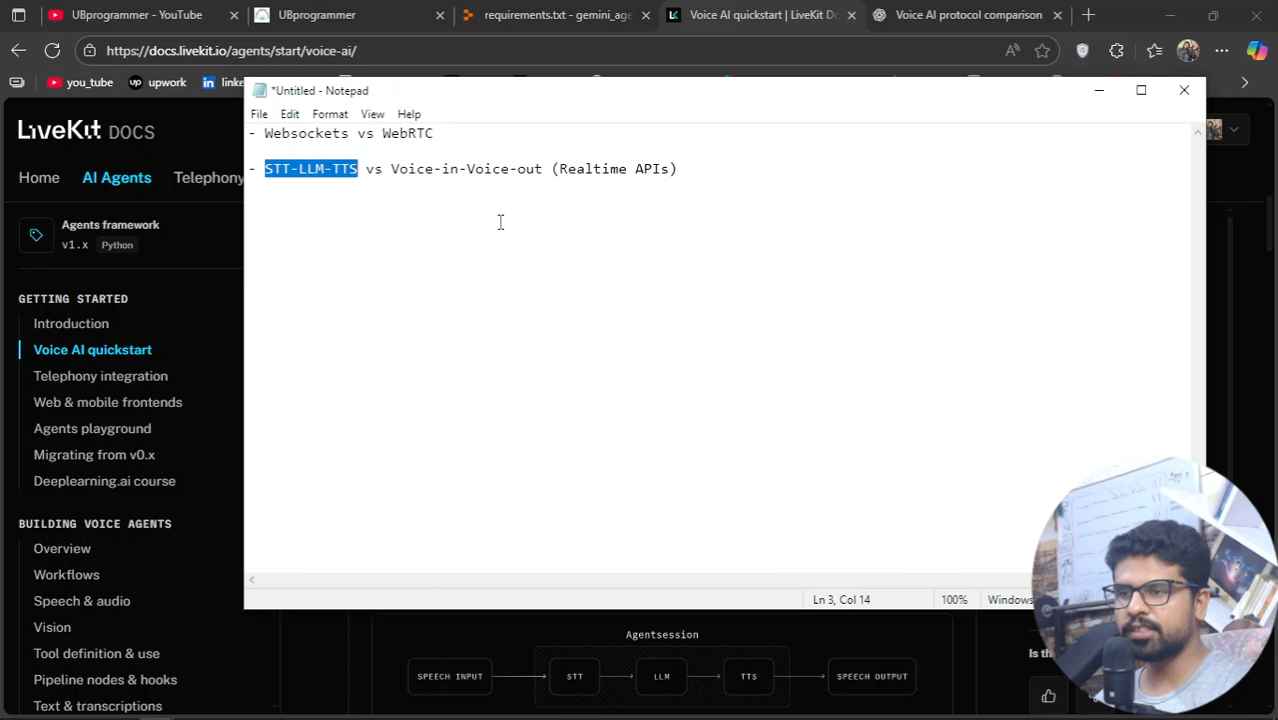 UBprogrammer - YouTube
UBprogrammer
requirements.txt - gemini_age
Voice AI quickstart | LiveKit Do
Voice AI protocol comparison
https://docs.livekit.io/agents/start/voice-ai/
you_tube
upwork
linke
LiveKit DOCS
Home
AI Agents
Telephony
Agents framework
v1.x
Python
GETTING STARTED
Introduction
Voice AI quickstart
Telephony integration
Web & mobile frontends
Agents playground
Migrating from v0.x
Deeplearning.ai course
BUILDING VOICE AGENTS
Overview
Workflows
Speech & audio
Vision
Tool definition & use
Pipeline nodes & hooks
Text & transcriptions
*Untitled - Notepad
File Edit Format View Help
- Websockets vs WebRTC
- STT-LLM-TTS vs Voice-in-Voice-out (Realtime APIs)
Ln 3, Col 14
100%
Windows
Agentsession
SPEECH INPUT
STT
LLM
TTS
SPEECH OUTPUT
Is th